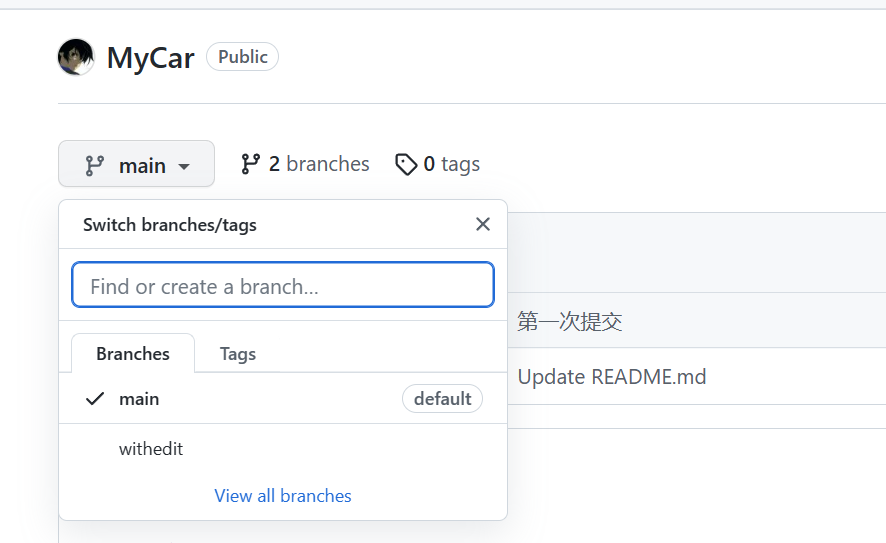 MyCar Public
main 2 branches 0 tags
Switch branches/tags
Find or create a branch...
第一次提交
Branches Tags
Update README.md
main default
withedit
View all branches